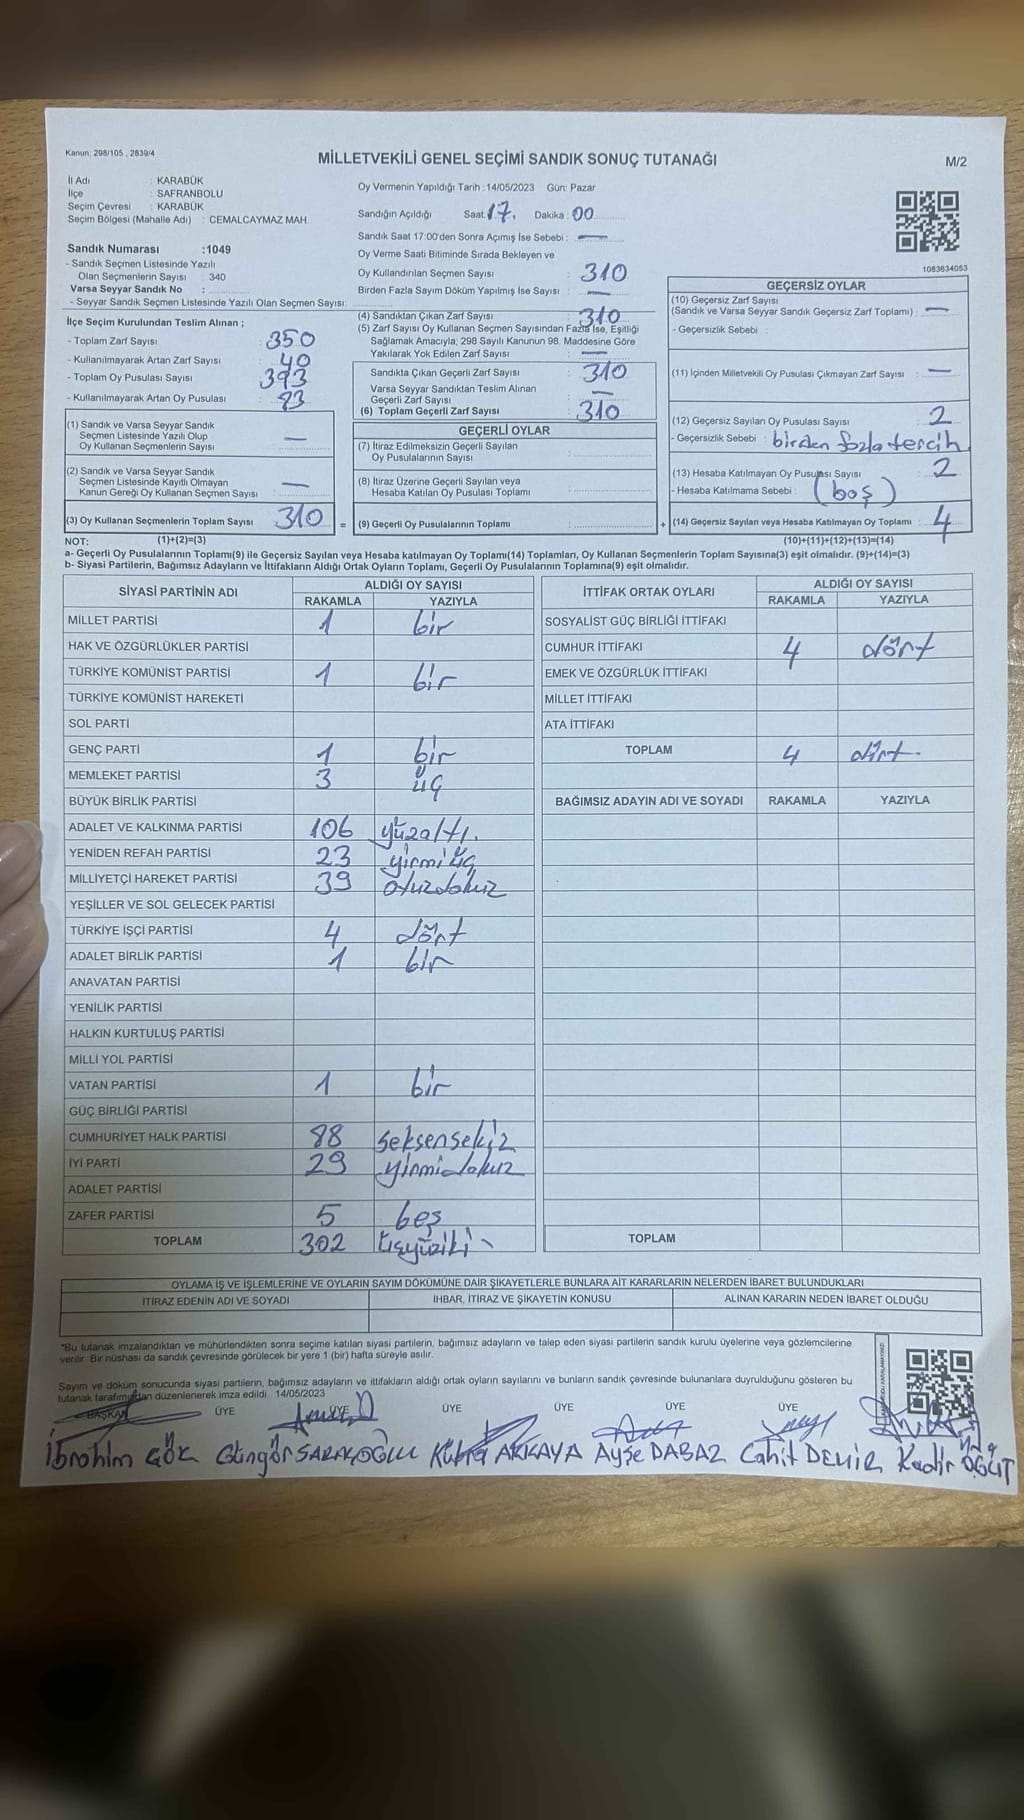 Kanun: 298/105 , 2839/4
MİLLETVEKİLİ GENEL SEÇİMİ SANDIK SONUÇ TUTANAĞI
M/2
İl Adı : KARABÜK
İlçe : SAFRANBOLU
Seçim Çevresi : KARABÜK
Seçim Bölgesi (Mahalle Adı) : CEMALCAYMAZ MAH.
Sandık Numarası :1049
- Sandık Seçmen Listesinde Yazılı
Olan Seçmenlerin Sayısı : 340
Varsa Seyyar Sandık No :
- Seyyar Sandık Seçmen Listesinde Yazılı Olan Seçmen Sayısı:
Oy Vermenin Yapıldığı Tarih :14/05/2023 Gün: Pazar
Sandığın Açıldığı Saat: 17. Dakika : 00
Sandık Saat 17:00'den Sonra Açımış İse Sebebi : —
Oy Verme Saati Bitiminde Sırada Bekleyen ve
Oy Kullandırılan Seçmen Sayısı : 310
Birden Fazla Sayım Döküm Yapılmış İse Sayısı : —
1083634053
İlçe Seçim Kurulundan Teslim Alınan ;
- Toplam Zarf Sayısı : 350
- Kullanılmayarak Artan Zarf Sayısı : 40
- Toplam Oy Pusulası Sayısı : 393
- Kullanılmayarak Artan Oy Pusulası : 83
(4) Sandıktan Çıkan Zarf Sayısı : 310
(5) Zarf Sayısı Oy Kullanan Seçmen Sayısından Fazla İse, Eşitliği
Sağlamak Amacıyla; 298 Sayılı Kanunun 98. Maddesine Göre
Yakılarak Yok Edilen Zarf Sayısı : —
Sandıkta Çıkan Geçerli Zarf Sayısı : 310
Varsa Seyyar Sandıktan Teslim Alınan
Geçerli Zarf Sayısı : —
(6) Toplam Geçerli Zarf Sayısı : 310
GEÇERSİZ OYLAR
(10) Geçersiz Zarf Sayısı
(Sandık ve Varsa Seyyar Sandık Geçersiz Zarf Toplamı) : —
- Geçersizlik Sebebi :
(11) İçinden Milletvekili Oy Pusulası Çıkmayan Zarf Sayısı : —
(12) Geçersiz Sayılan Oy Pusulası Sayısı : 2
- Geçersizlik Sebebi : birden fazla tercih
(13) Hesaba Katılmayan Oy Pusulası Sayısı : 2
- Hesaba Katılmama Sebebi : (boş)
(1) Sandık ve Varsa Seyyar Sandık
Seçmen Listesinde Yazılı Olup
Oy Kullanan Seçmenlerin Sayısı : —
(2) Sandık ve Varsa Seyyar Sandık
Seçmen Listesinde Kayıtlı Olmayan
Kanun Gereği Oy Kullanan Seçmen Sayısı : —
GEÇERLİ OYLAR
(7) İtiraz Edilmeksizin Geçerli Sayılan
Oy Pusulalarının Sayısı :
(8) İtiraz Üzerine Geçerli Sayılan veya
Hesaba Katılan Oy Pusulası Toplamı :
(3) Oy Kullanan Seçmenlerin Toplam Sayısı 310 = (9) Geçerli Oy Pusulalarının Toplamı : + (14) Geçersiz Sayılan veya Hesaba Katılmayan Oy Toplamı : 4
NOT: (1)+(2)=(3) (10)+(11)+(12)+(13)=(14)
a- Geçerli Oy Pusulalarının Toplamı(9) ile Geçersiz Sayılan veya Hesaba katılmayan Oy Toplamı(14) Toplamları, Oy Kullanan Seçmenlerin Toplam Sayısına(3) eşit olmalıdır. (9)+(14)=(3)
b- Siyasi Partilerin, Bağımsız Adayların ve İttifakların Aldığı Ortak Oyların Toplamı, Geçerli Oy Pusulalarının Toplamına(9) eşit olmalıdır.
SİYASİ PARTİNİN ADI ALDIĞI OY SAYISI
RAKAMLA YAZIYLA
MİLLET PARTİSİ 1 bir
HAK VE ÖZGÜRLÜKLER PARTİSİ
TÜRKİYE KOMÜNİST PARTİSİ 1 bir
TÜRKİYE KOMÜNİST HAREKETİ
SOL PARTİ
GENÇ PARTİ 1 bir
MEMLEKET PARTİSİ 3 üç
BÜYÜK BİRLİK PARTİSİ
ADALET VE KALKINMA PARTİSİ 106 yüzaltı.
YENİDEN REFAH PARTİSİ 23 yirmi üç
MİLLİYETÇİ HAREKET PARTİSİ 39 otuzdokuz
YEŞİLLER VE SOL GELECEK PARTİSİ
TÜRKİYE İŞÇİ PARTİSİ 4 dört
ADALET BİRLİK PARTİSİ 1 bir
ANAVATAN PARTİSİ
YENİLİK PARTİSİ
HALKIN KURTULUŞ PARTİSİ
MİLLİ YOL PARTİSİ
VATAN PARTİSİ 1 bir
GÜÇ BİRLİĞİ PARTİSİ
CUMHURİYET HALK PARTİSİ 88 seksensekiz
İYİ PARTİ 29 yirmidokuz
ADALET PARTİSİ
ZAFER PARTİSİ 5 beş
TOPLAM 302 üçyüziki
İTTİFAK ORTAK OYLARI ALDIĞI OY SAYISI
RAKAMLA YAZIYLA
SOSYALİST GÜÇ BİRLİĞİ İTTİFAKI
CUMHUR İTTİFAKI 4 dört
EMEK VE ÖZGÜRLÜK İTTİFAKI
MİLLET İTTİFAKI
ATA İTTİFAKI
TOPLAM 4 dört.
BAĞIMSIZ ADAYIN ADI VE SOYADI RAKAMLA YAZIYLA
TOPLAM
OYLAMA İŞ VE İŞLEMLERİNE VE OYLARIN SAYIM DÖKÜMÜNE DAİR ŞİKAYETLERLE BUNLARA AİT KARARLARIN NELERDEN İBARET BULUNDUKLARI
İTİRAZ EDENİN ADI VE SOYADI İHBAR, İTİRAZ VE ŞİKAYETİN KONUSU ALINAN KARARIN NEDEN İBARET OLDUĞU
*Bu tutanak imzalandıktan ve mühürlendikten sonra seçime katılan siyasi partilerin, bağımsız adayların ve talep eden siyasi partilerin sandık kurulu üyelerine veya gözlemcilerine
verilir. Bir nüshası da sandık çevresinde görülecek bir yere 1 (bir) hafta süreyle asılır.
Sayım ve döküm sonucunda siyasi partilerin, bağımsız adayların ve ittifakların aldığı ortak oyların sayılarını ve bunların sandık çevresinde bulunanlara duyrulduğunu gösteren bu
tutanak tarafımızdan düzenlenerek imza edildi 14/05/2023
BAŞKAN ÜYE ÜYE ÜYE ÜYE ÜYE ÜYE
İbrahim GÖK Güngör SARAÇOĞLU Kübra AKKAYA Ayşe DABAZ Cahit DEMİR Kadir ÖĞÜT